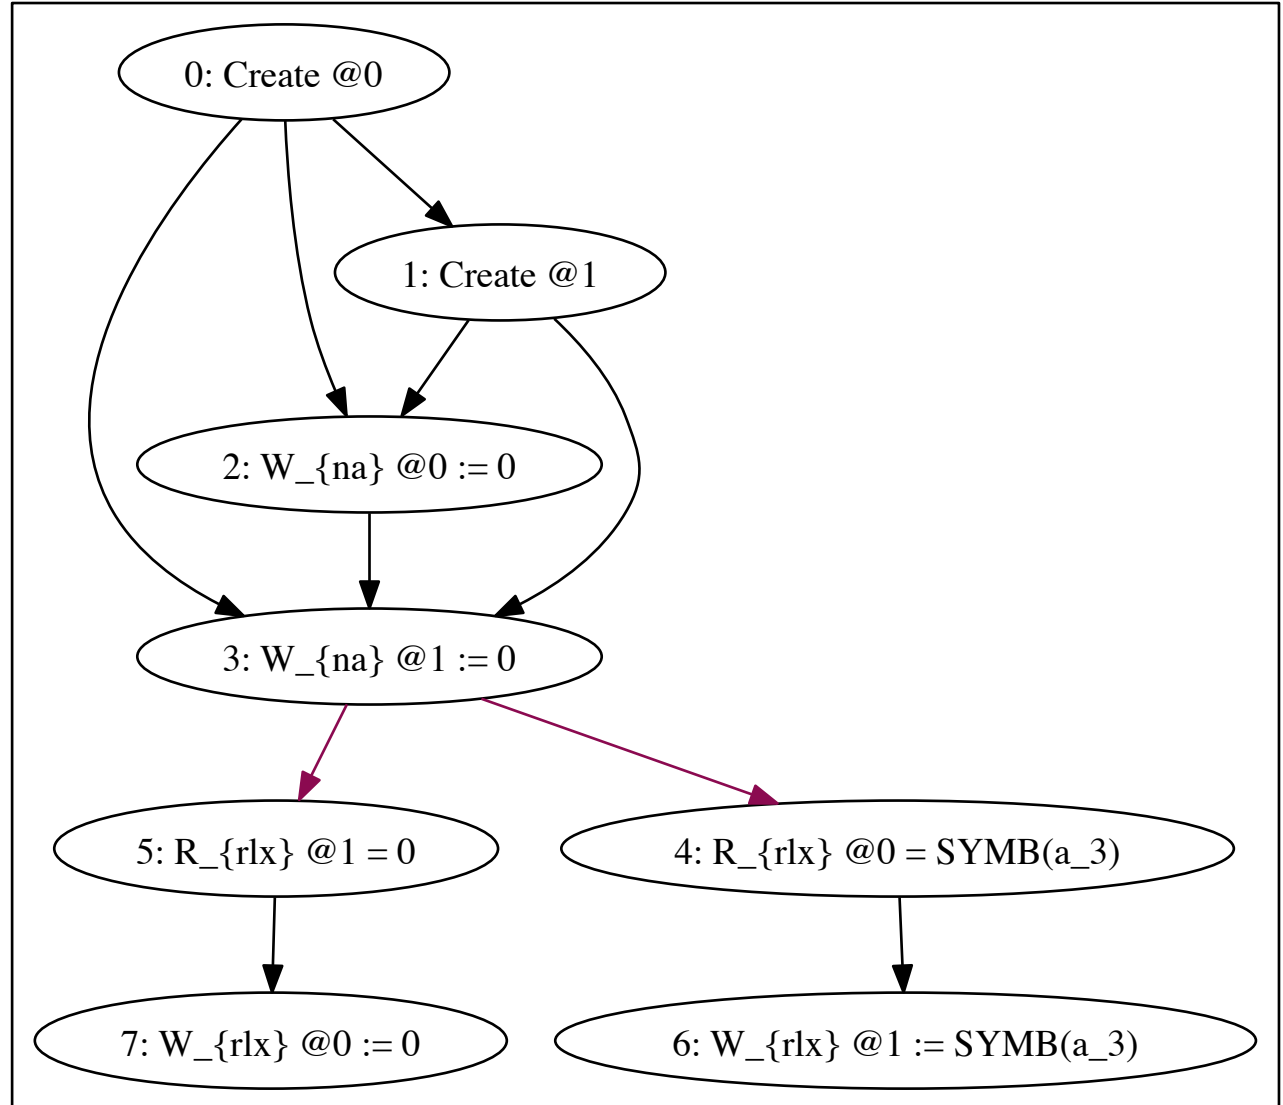 0: Create @0
1: Create @1
2: W_{na} @0 := 0
3: W_{na} @1 := 0
5: R_{rlx} @1 = 0
4: R_{rlx} @0 = SYMB(a_3)
7: W_{rlx} @0 := 0
6: W_{rlx} @1 := SYMB(a_3)